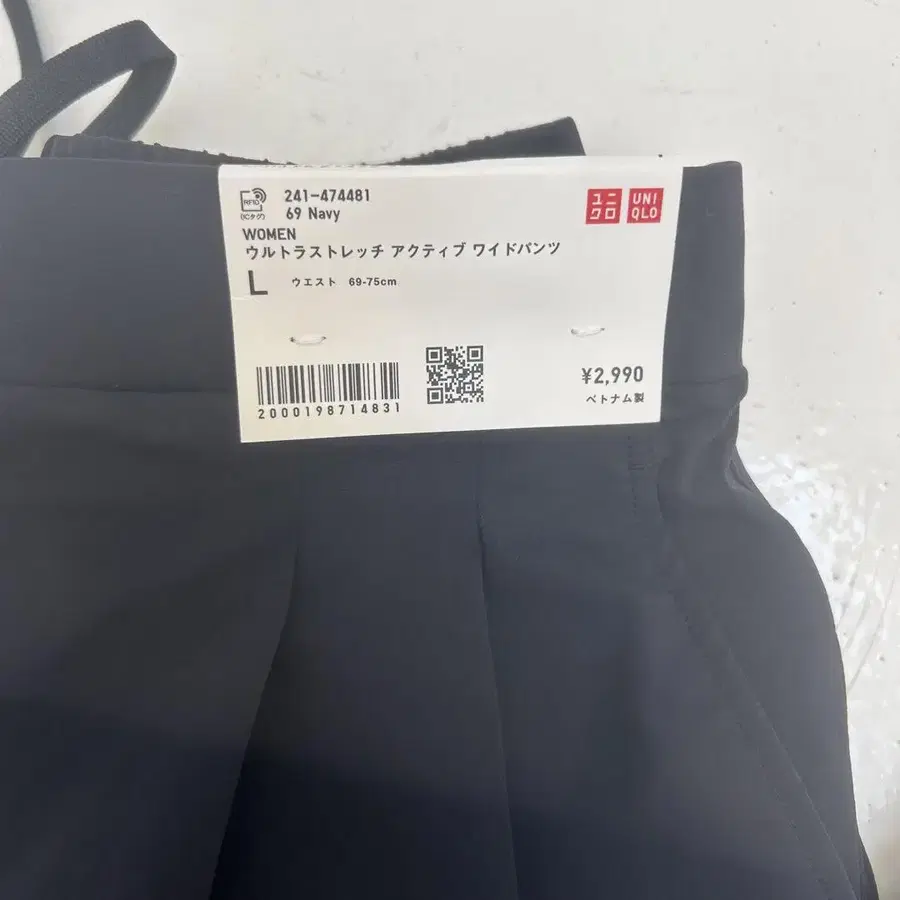 RFID
(ICタグ)
241-474481
69 Navy
ユニ
クロ
UNI
QLO
WOMEN
ウルトラストレッチ アクティブ ワイドパンツ
L ウエスト 69-75cm
2000198714831
¥2,990
ベトナム製